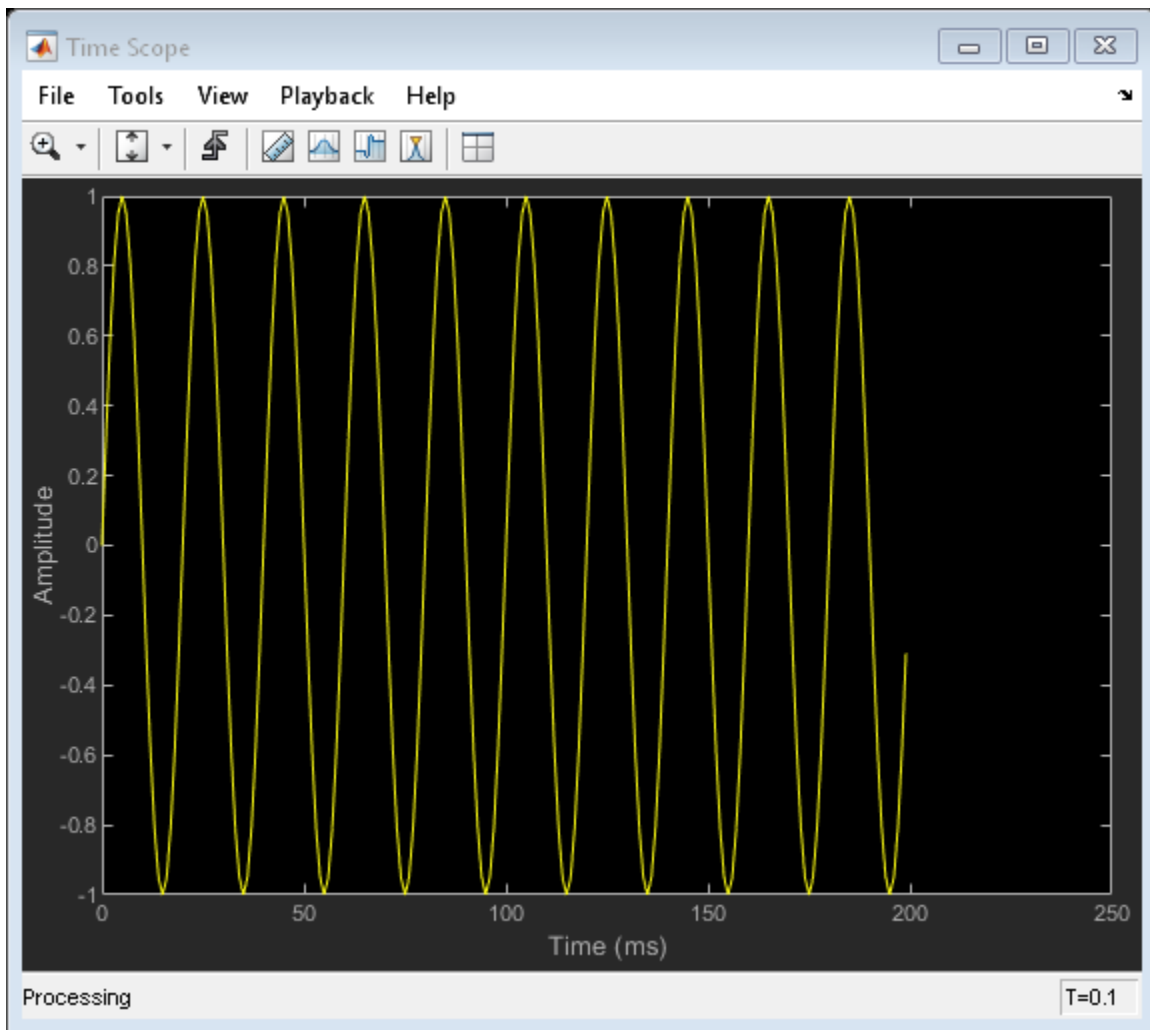 Time Scope
File Tools View Playback Help
1
0.8
0.6
0.4
0.2
0
-0.2
-0.4
-0.6
-0.8
-1
Amplitude
0 50 100 150 200 250
Time (ms)
Processing T=0.1